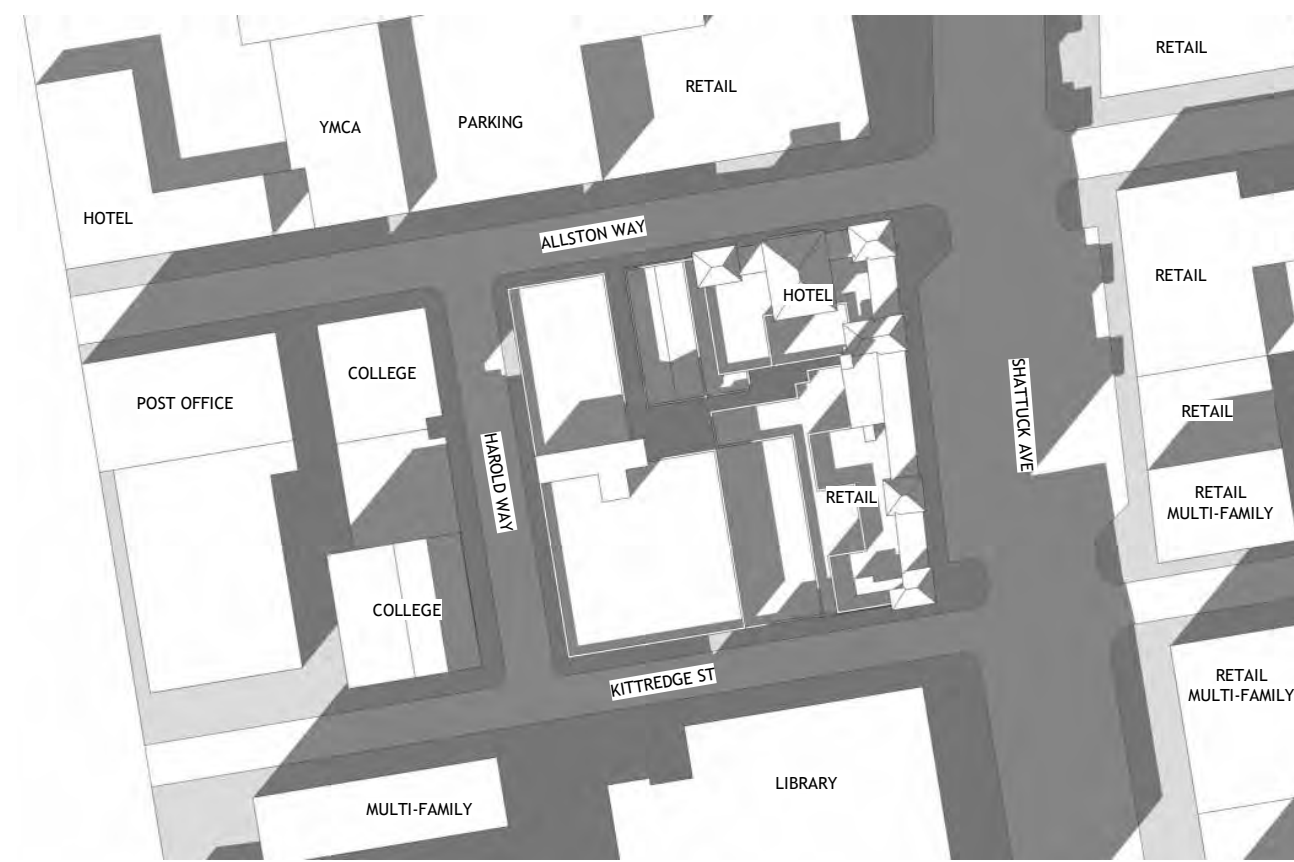 RETAIL
RETAIL
YMCA
PARKING
HOTEL
ALLSTON WAY
RETAIL
HOTEL
COLLEGE
POST OFFICE
SHATTUCK AVE
RETAIL
HAROLD WAY
RETAIL
RETAIL
MULTI-FAMILY
COLLEGE
KITTREDGE ST
RETAIL
MULTI-FAMILY
LIBRARY
MULTI-FAMILY